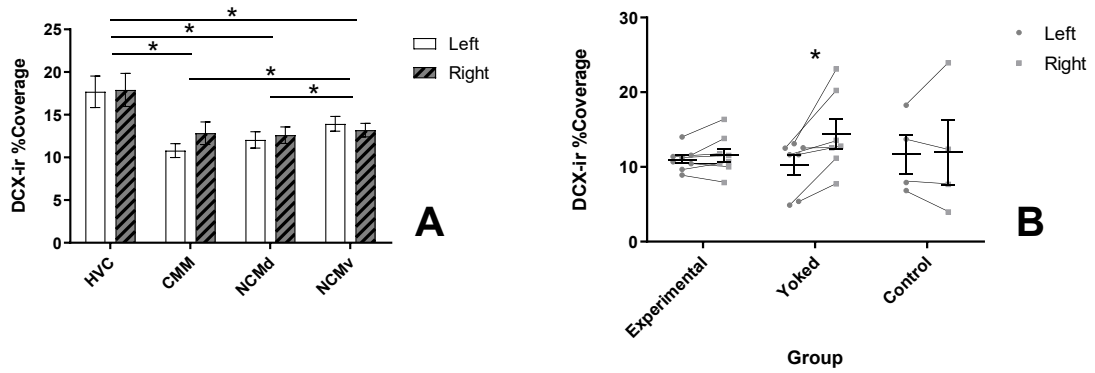 DCX-ir %Coverage
25
20
15
10
5
0
*
*
*
*
*
HVC
CMM
NCMd
NCMv
Left
Right
A
DCX-ir %Coverage
30
20
10
0
*
Experimental
Yoked
Control
Group
Left
Right
B